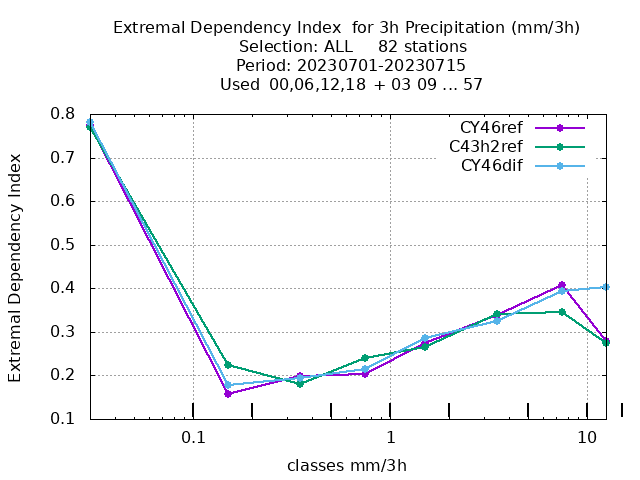 Extremal Dependency Index  for 3h Precipitation (mm/3h)
Selection: ALL     82 stations
Period: 20230701-20230715
Used  00,06,12,18  + 03 09 ... 57
CY46ref
C43h2ref
CY46dif
Extremal Dependency Index
0.8
0.7
0.6
0.5
0.4
0.3
0.2
0.1
0.1 1 10
classes mm/3h